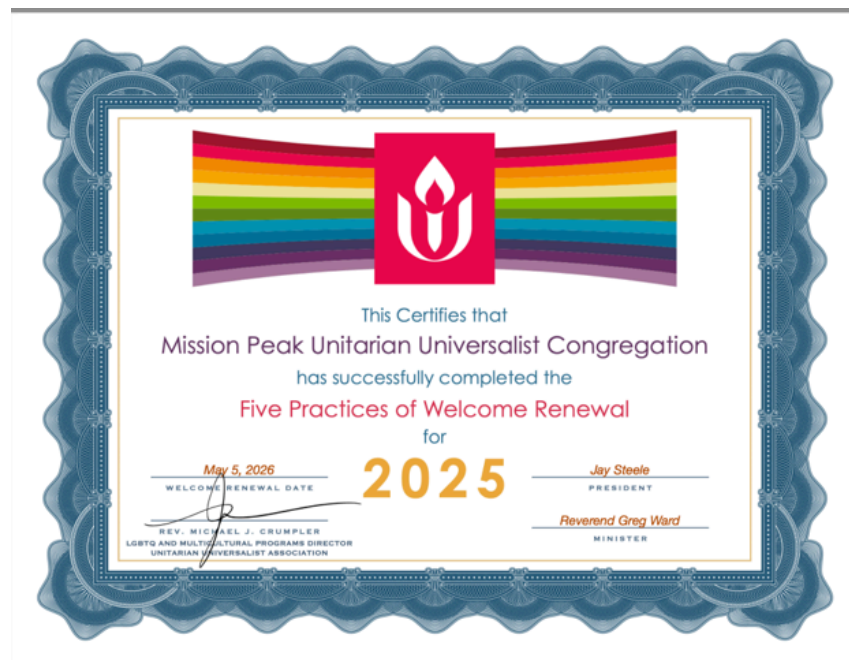 This Certifies that
Mission Peak Unitarian Universalist Congregation
has successfully completed the
Five Practices of Welcome Renewal
for
2025
May 5, 2026
WELCOME RENEWAL DATE
REV. MICHAEL J. CRUMPLER
LGBTQ AND MULTICULTURAL PROGRAMS DIRECTOR
UNITARIAN UNIVERSALIST ASSOCIATION
Jay Steele
PRESIDENT
Reverend Greg Ward
MINISTER